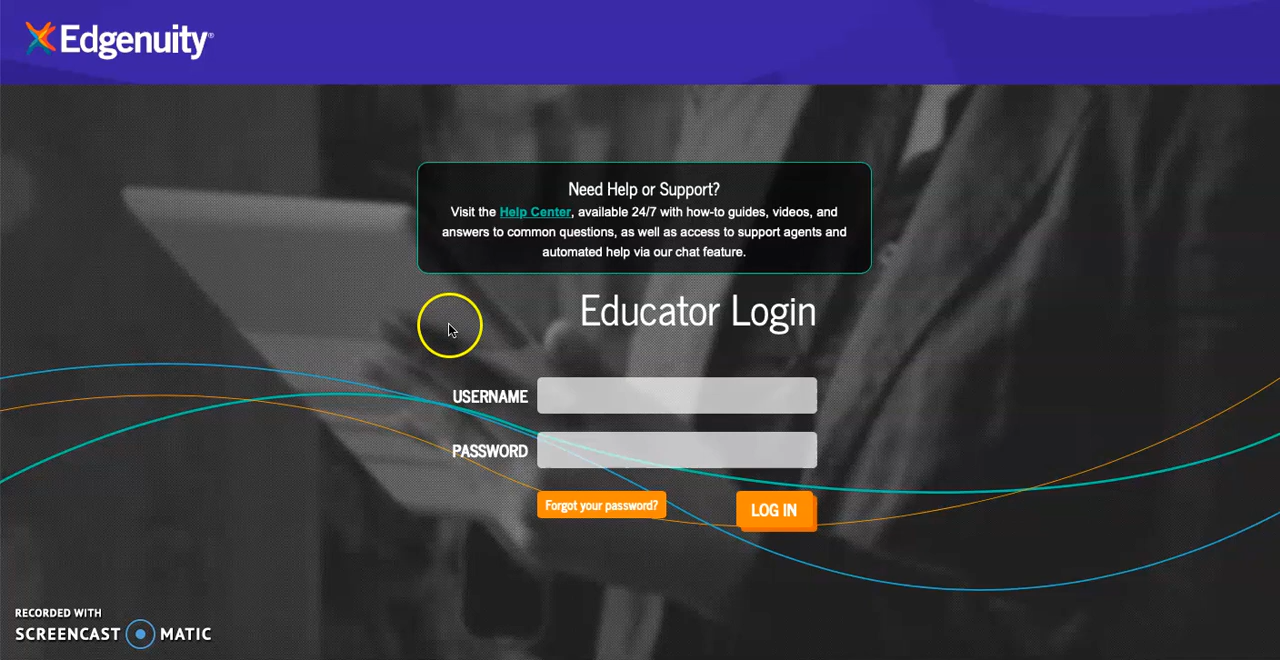 Edgenuity®
Need Help or Support?
Visit the Help Center, available 24/7 with how-to guides, videos, and
answers to common questions, as well as access to support agents and
automated help via our chat feature.
Educator Login
USERNAME
PASSWORD
Forgot your password?
LOG IN
RECORDED WITH
SCREENCAST MATIC